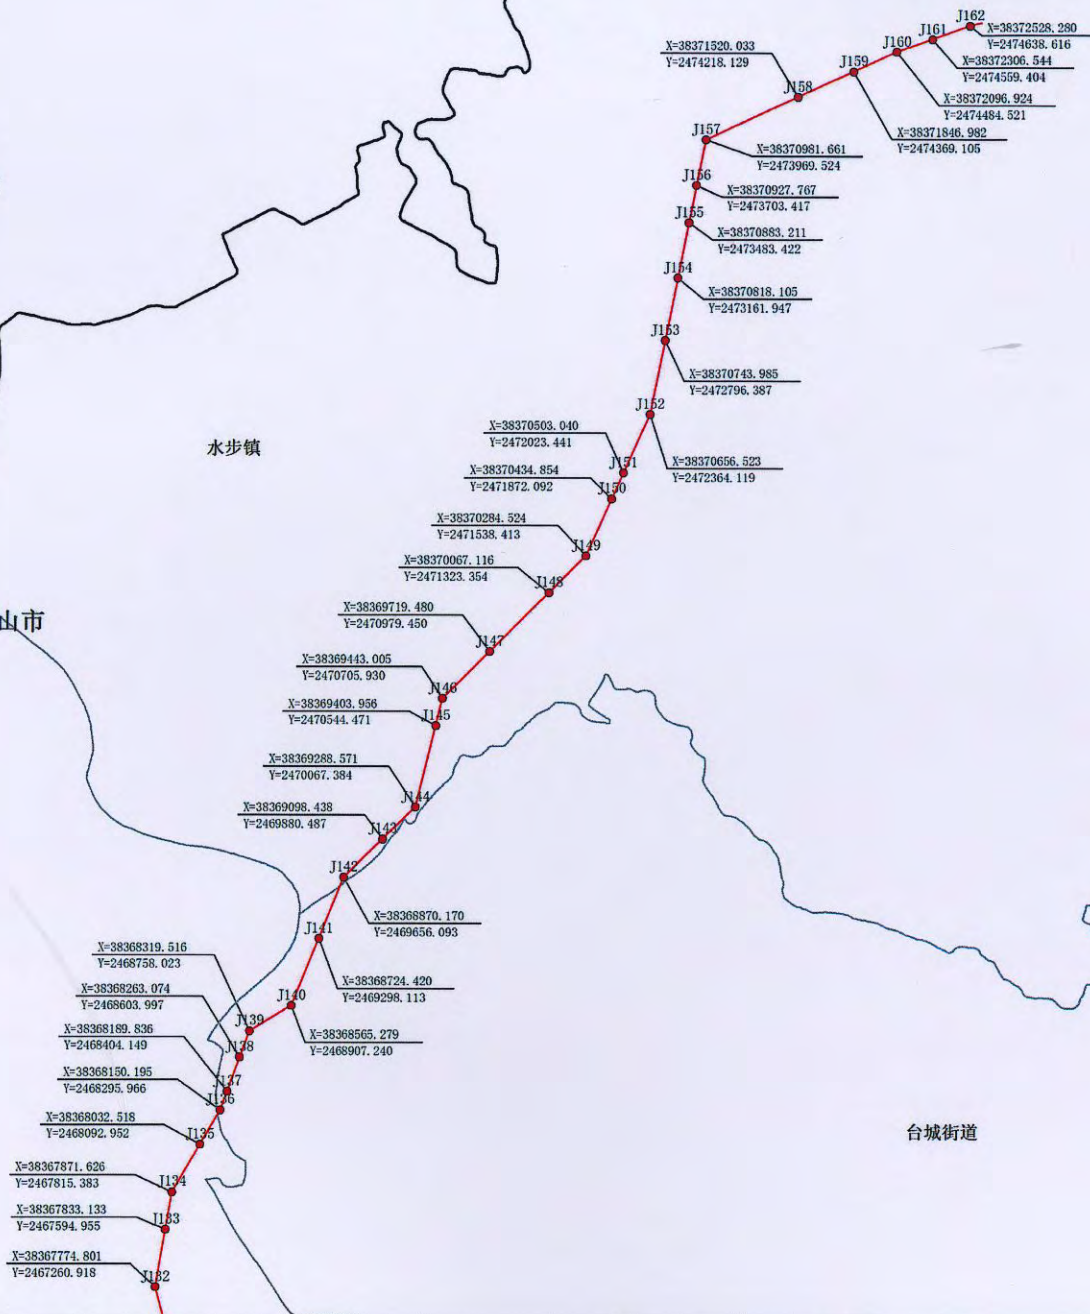 J162
X=38372528.280
Y=2474638.616
J161
X=38372306.544
Y=2474559.404
J160
X=38372096.924
Y=2474484.521
J159
X=38371846.982
Y=2474369.105
X=38371520.033
Y=2474218.129
J158
J157
X=38370981.661
Y=2473969.524
J156
X=38370927.767
Y=2473703.417
J155
X=38370883.211
Y=2473483.422
J154
X=38370818.105
Y=2473161.947
J153
X=38370743.985
Y=2472796.387
J152
X=38370656.523
Y=2472364.119
X=38370503.040
Y=2472023.441
J151
水步镇
X=38370434.854
Y=2471872.092
J150
X=38370284.524
Y=2471538.413
J149
X=38370067.116
Y=2471323.354
J148
山市
X=38369719.480
Y=2470979.450
J147
X=38369443.005
Y=2470705.930
J146
X=38369403.956
Y=2470544.471
J145
X=38369288.571
Y=2470067.384
J144
X=38369098.438
Y=2469880.487
J143
J142
X=38368870.170
Y=2469656.093
J141
X=38368724.420
Y=2469298.113
J140
X=38368565.279
Y=2468907.240
X=38368319.516
Y=2468758.023
J139
X=38368263.074
Y=2468603.997
J138
X=38368189.836
Y=2468404.149
J137
X=38368150.195
Y=2468295.966
J136
X=38368032.518
Y=2468092.952
J135
台城街道
X=38367871.626
Y=2467815.383
J134
X=38367833.133
Y=2467594.955
J133
X=38367774.801
Y=2467260.918
J132